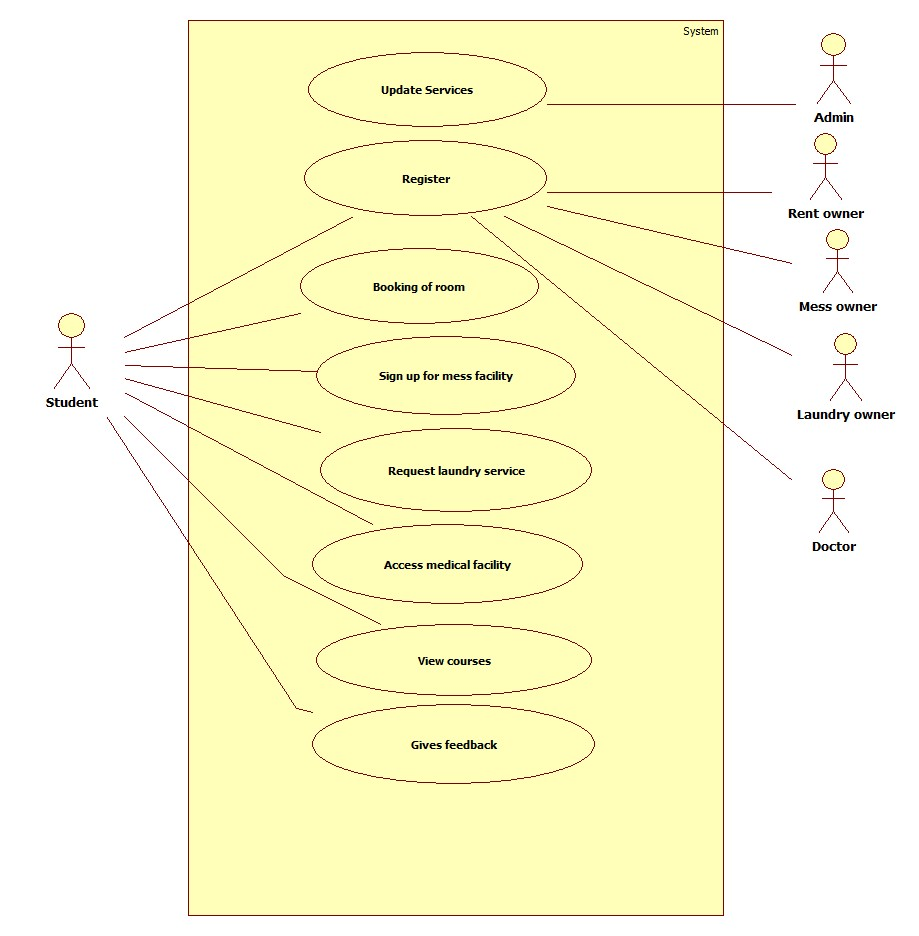 System
Update Services
Admin
Register
Rent owner
Booking of room
Mess owner
Sign up for mess facility
Student
Laundry owner
Request laundry service
Doctor
Access medical facility
View courses
Gives feedback